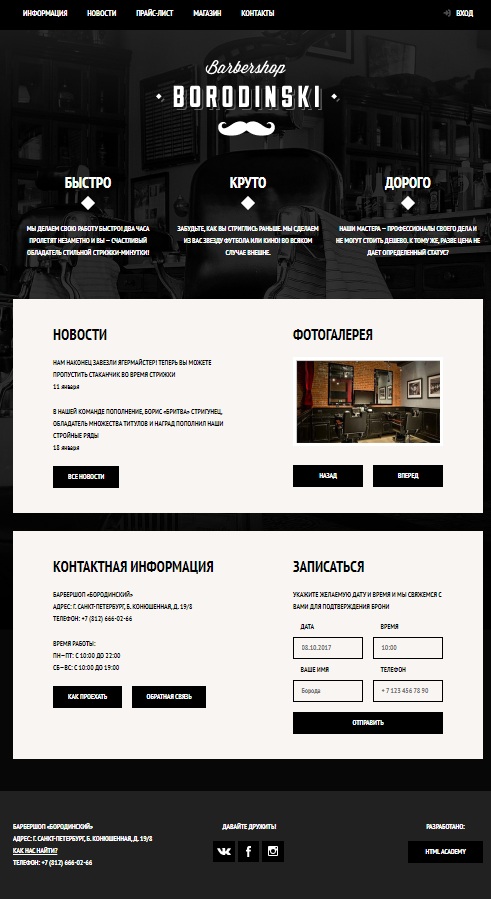 ИНФОРМАЦИЯ НОВОСТИ ПРАЙС-ЛИСТ МАГАЗИН КОНТАКТЫ ВХОД
Barbershop
BORODINSKI
БЫСТРО
МЫ ДЕЛАЕМ СВОЮ РАБОТУ БЫСТРО! ДВА ЧАСА
ПРОЛЕТЯТ НЕЗАМЕТНО И ВЫ — СЧАСТЛИВЫЙ
ОБЛАДАТЕЛЬ СТИЛЬНОЙ СТРИЖКИ-МИНУТКИ!
КРУТО
ЗАБУДЬТЕ, КАК ВЫ СТРИГЛИСЬ РАНЬШЕ. МЫ СДЕЛАЕМ
ИЗ ВАС ЗВЕЗДУ ФУТБОЛА ИЛИ КИНО! ВО ВСЯКОМ
СЛУЧАЕ ВНЕШНЕ.
ДОРОГО
НАШИ МАСТЕРА — ПРОФЕССИОНАЛЫ СВОЕГО ДЕЛА И
НЕ МОГУТ СТОИТЬ ДЕШЕВО. К ТОМУ ЖЕ, РАЗВЕ ЦЕНА НЕ
ДАЕТ ОПРЕДЕЛЕННЫЙ СТАТУС?
НОВОСТИ
НАМ НАКОНЕЦ ЗАВЕЗЛИ ЯГЕРМАЙСТЕР! ТЕПЕРЬ ВЫ МОЖЕТЕ
ПРОПУСТИТЬ СТАКАНЧИК ВО ВРЕМЯ СТРИЖКИ
11 января
В НАШЕЙ КОМАНДЕ ПОПОЛНЕНИЕ, БОРИС «БРИТВА» СТРИГУНЕЦ,
ОБЛАДАТЕЛЬ МНОЖЕСТВА ТИТУЛОВ И НАГРАД ПОПОЛНИЛ НАШИ
СТРОЙНЫЕ РЯДЫ
18 января
ВСЕ НОВОСТИ
ФОТОГАЛЕРЕЯ
НАЗАД ВПЕРЕД
КОНТАКТНАЯ ИНФОРМАЦИЯ
БАРБЕРШОП «БОРОДИНСКИЙ»
АДРЕС: Г. САНКТ-ПЕТЕРБУРГ, Б. КОНЮШЕННАЯ, Д. 19/8
ТЕЛЕФОН: +7 (812) 666-02-66
ВРЕМЯ РАБОТЫ:
ПН—ПТ: С 10:00 ДО 22:00
СБ—ВС: С 10:00 ДО 19:00
КАК ПРОЕХАТЬ ОБРАТНАЯ СВЯЗЬ
ЗАПИСАТЬСЯ
УКАЖИТЕ ЖЕЛАЕМУЮ ДАТУ И ВРЕМЯ И МЫ СВЯЖЕМСЯ С
ВАМИ ДЛЯ ПОДТВЕРЖДЕНИЯ БРОНИ
ДАТА ВРЕМЯ
08.10.2017 10:00
ВАШЕ ИМЯ ТЕЛЕФОН
Борода + 7 123 456 78 90
ОТПРАВИТЬ
БАРБЕРШОП «БОРОДИНСКИЙ»
АДРЕС: Г. САНКТ-ПЕТЕРБУРГ, Б. КОНЮШЕННАЯ, Д. 19/8
КАК НАС НАЙТИ?
ТЕЛЕФОН: +7 (812) 666-02-66
ДАВАЙТЕ ДРУЖИТЬ!
РАЗРАБОТАНО:
HTML ACADEMY